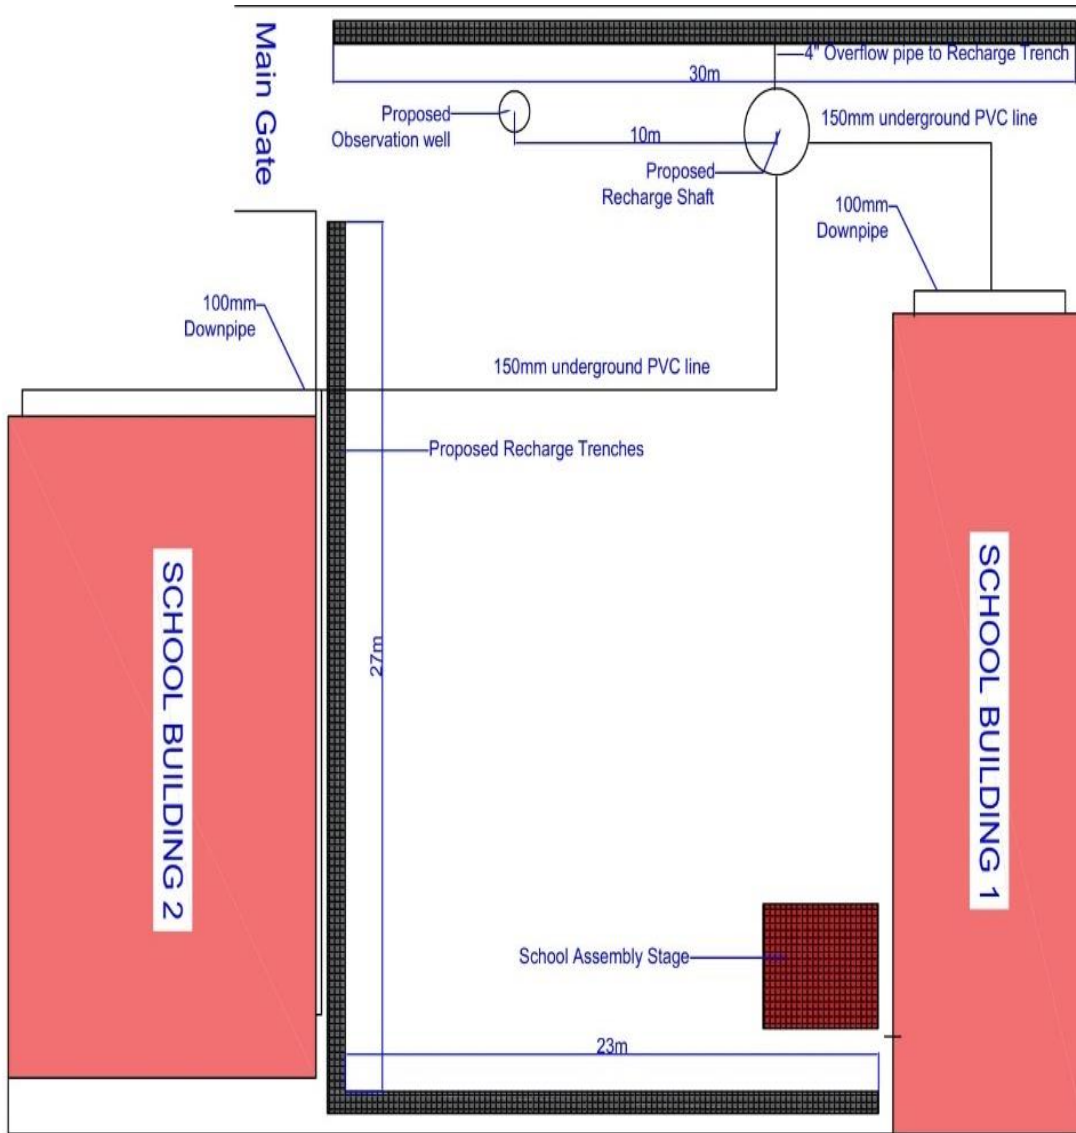 Main Gate
4" Overflow pipe to Recharge Trench
30m
Proposed
Observation well
10m
150mm underground PVC line
Proposed
Recharge Shaft
100mm
Downpipe
100mm
Downpipe
150mm underground PVC line
Proposed Recharge Trenches
SCHOOL BUILDING 2
SCHOOL BUILDING 1
27m
School Assembly Stage
23m